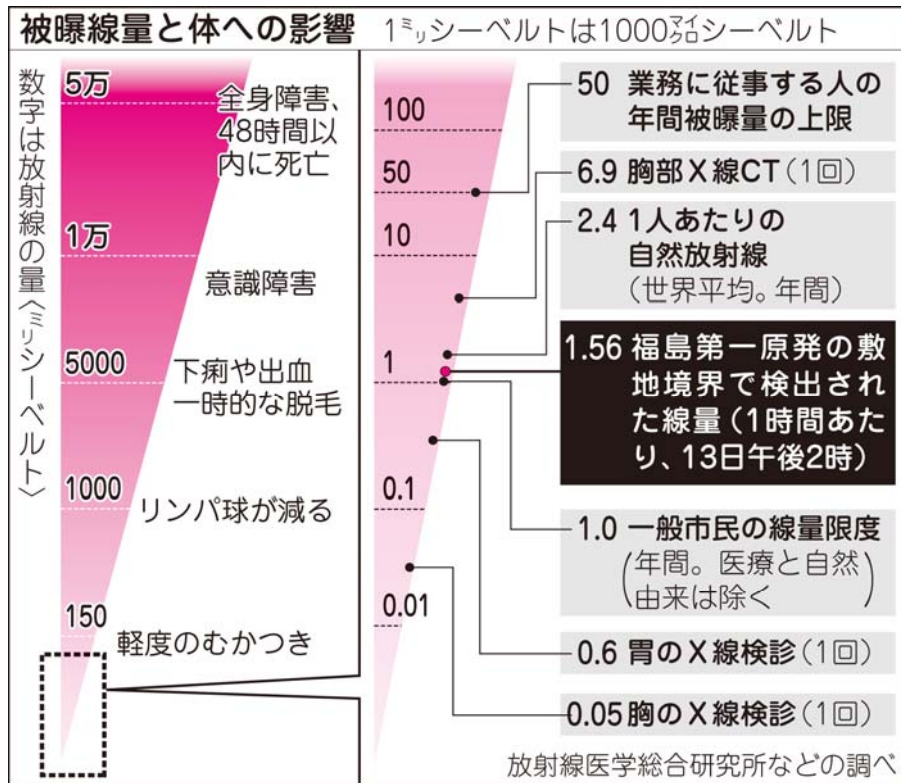 被曝線量と体への影響
1ミリシーベルトは1000マイクロシーベルト
数字は放射線の量〈ミリシーベルト〉
5万
全身障害、
48時間以
内に死亡
1万
意識障害
5000
下痢や出血
一時的な脱毛
1000
リンパ球が減る
150
軽度のむかつき
100
50
10
1
0.1
0.01
50 業務に従事する人の
年間被曝量の上限
6.9 胸部X線CT(1回)
2.4 1人あたりの
自然放射線
(世界平均。年間)
1.56 福島第一原発の敷
地境界で検出され
た線量(1時間あた
り、13日午後2時)
1.0 一般市民の線量限度
(年間。医療と自然
由来は除く)
0.6 胃のX線検診(1回)
0.05 胸のX線検診(1回)
放射線医学総合研究所などの調べ